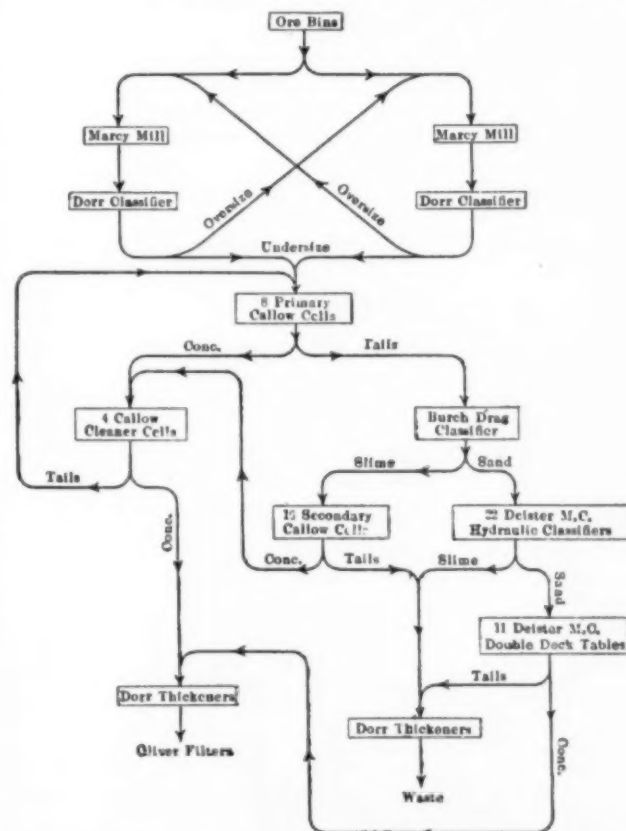 Ore Bins
Marcy Mill
Marcy Mill
Dorr Classifier
Dorr Classifier
Oversize
Oversize
Undersize
8 Primary
Callow Cells
Conc.
Tails
4 Callow
Cleaner Cells
Burch Drag
Classifier
Tails
Slime
Sand
Secondary
Callow Cells
22 Deister M.C.
Hydraulic Classifiers
Conc.
Conc.
Tails
Slime
Sand
11 Deister M.C.
Double Deck Tables
Tails
Dorr Thickeners
Dorr Thickeners
Conc.
Oliver Filters
Waste